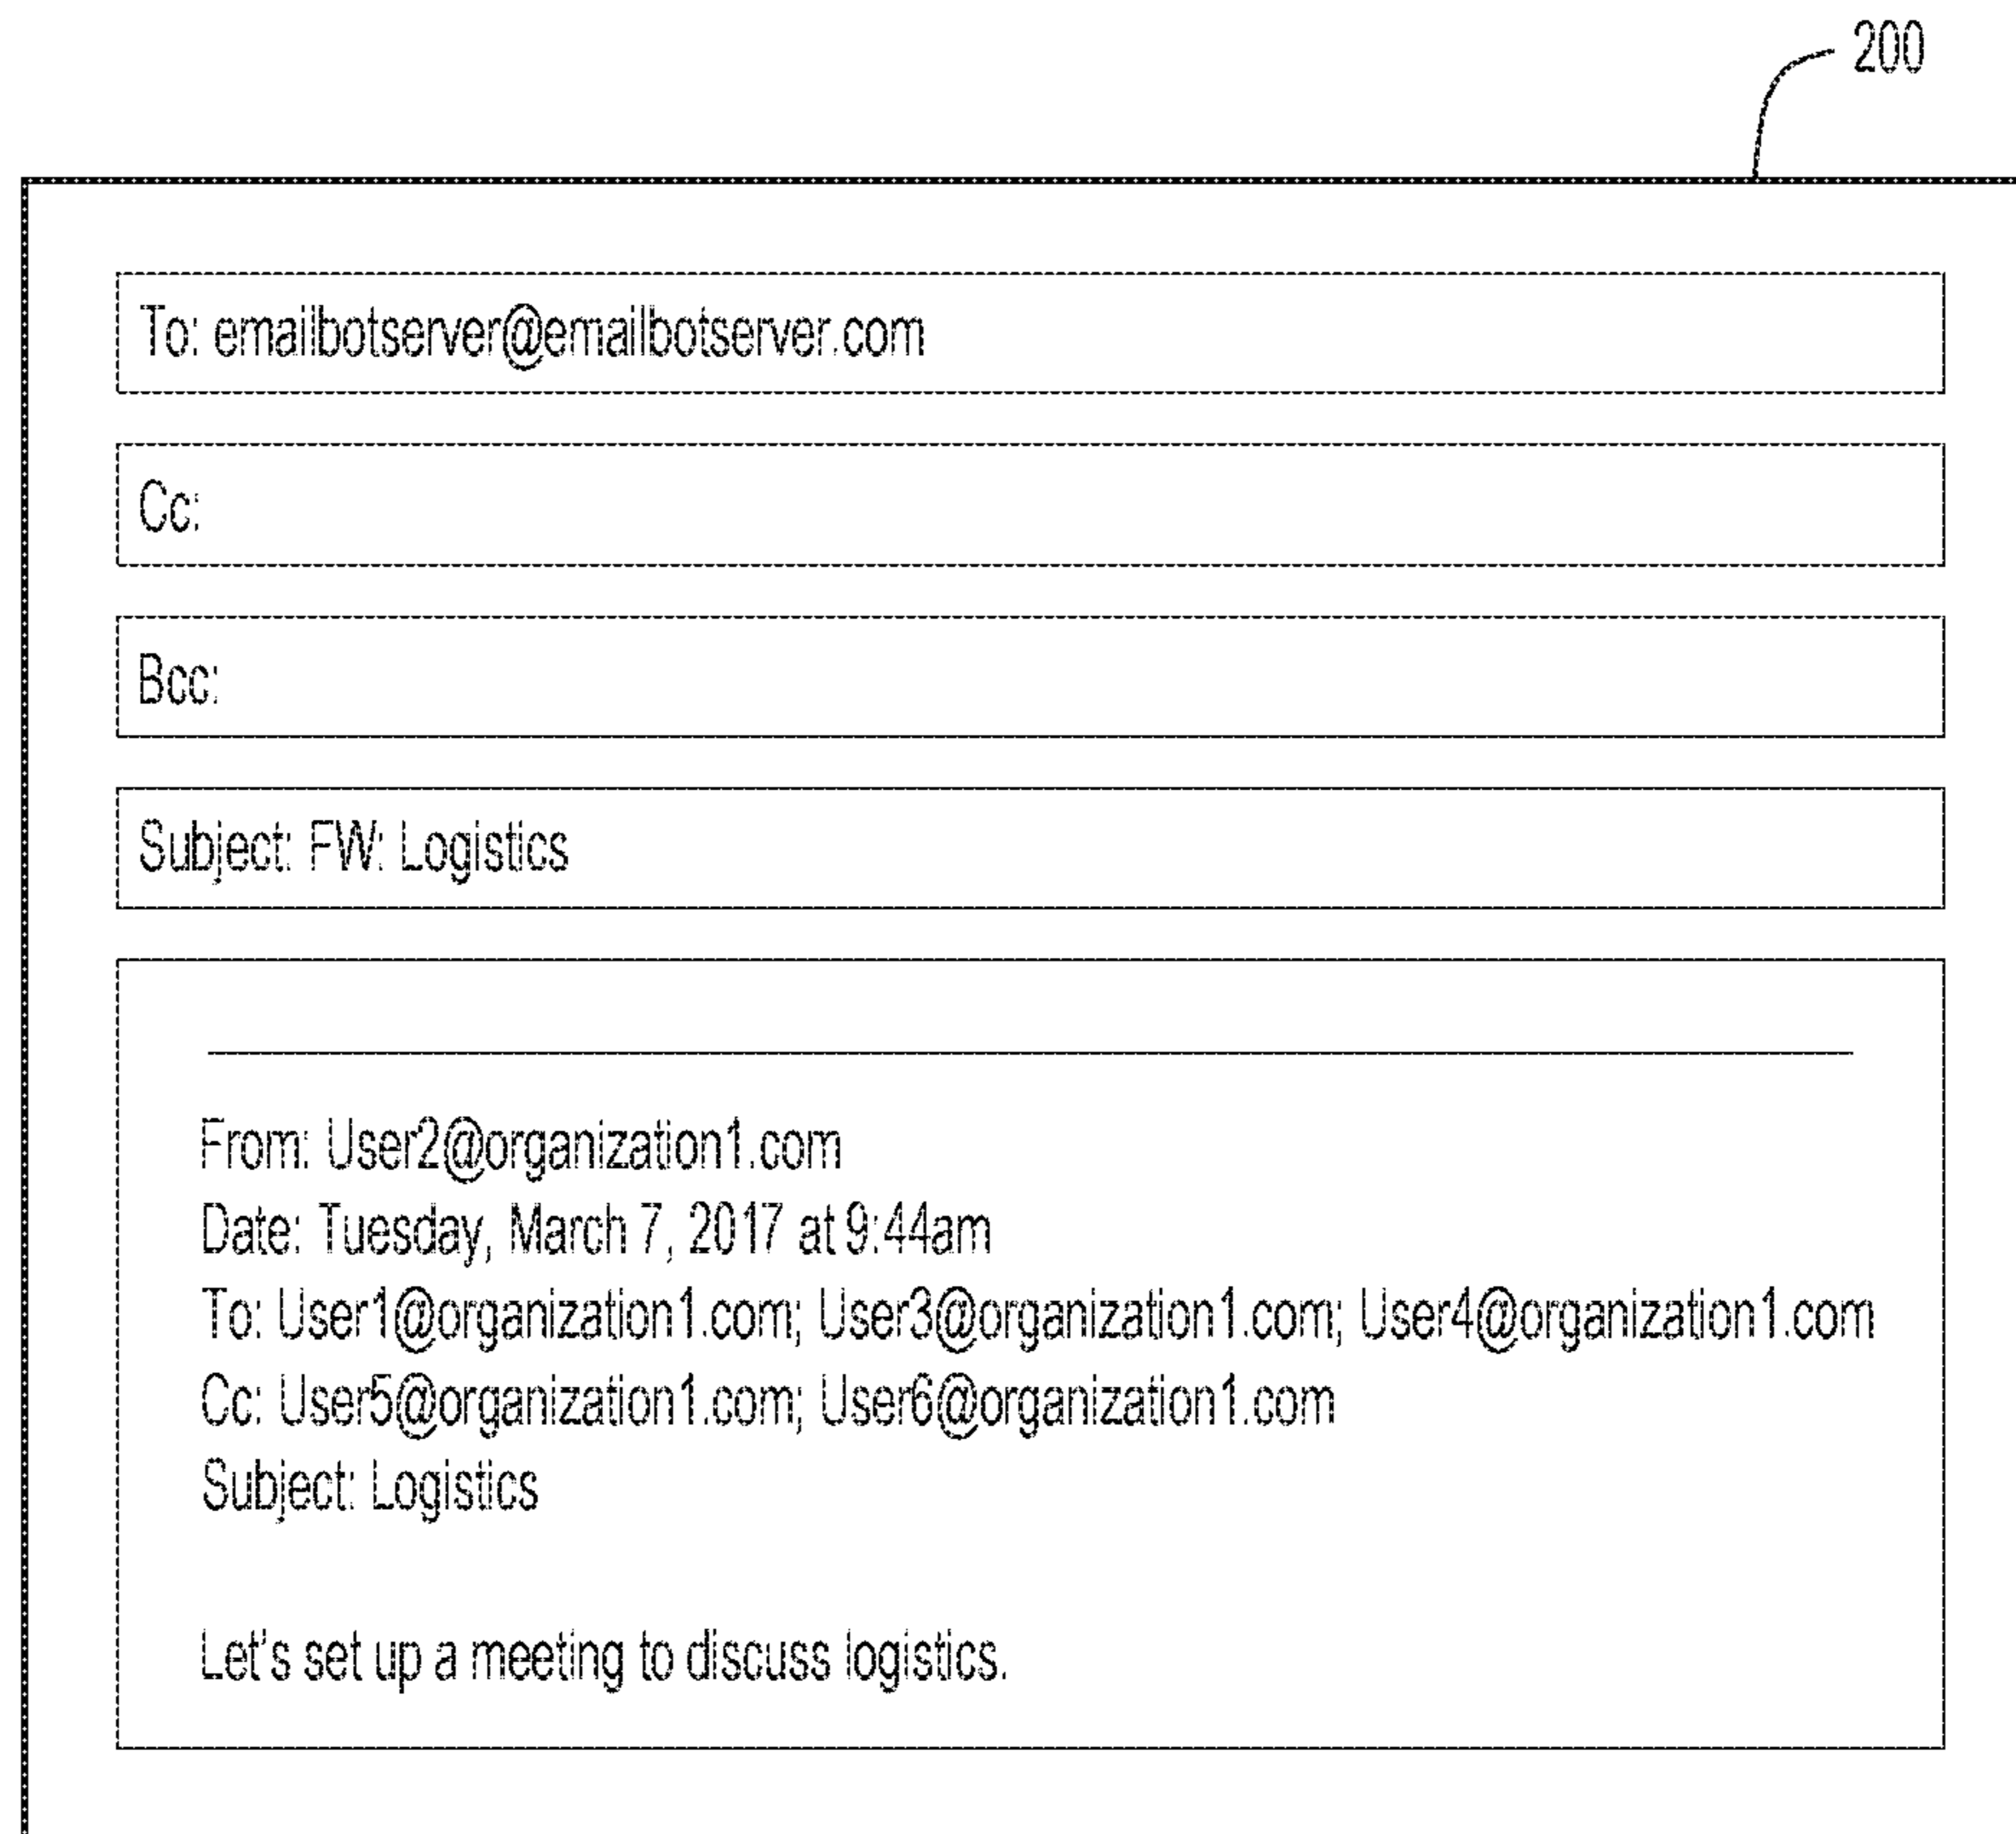 200
To: emailbotserver@emailbotserver.com
Cc:
Bcc:
Subject: FW: Logistics
From: User2@organization1.com
Date: Tuesday, March 7, 2017 at 9:44am
To: User1@organization1.com; User3@organization1.com; User4@organization1.com
Cc: User5@organization1.com; User6@organization1.com
Subject: Logistics
Let's set up a meeting to discuss logistics.